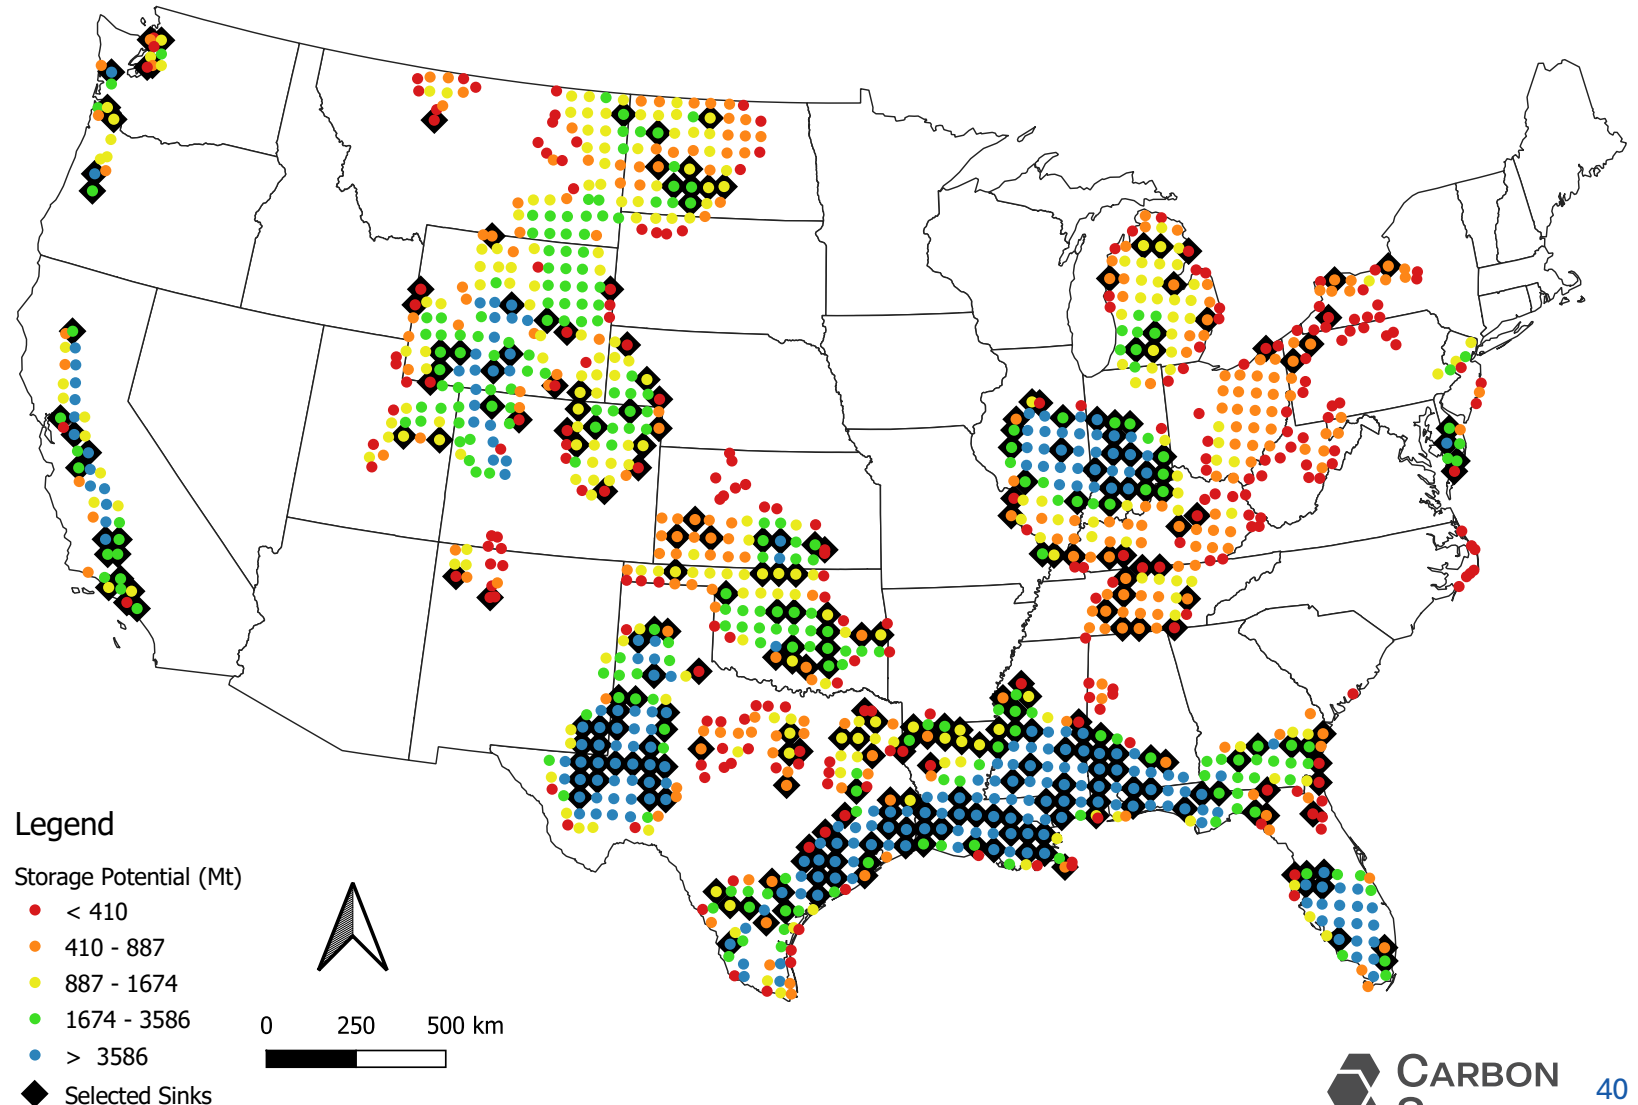 Legend
Storage Potential (Mt)
< 410
410 - 887
887 - 1674
1674 - 3586
> 3586
Selected Sinks
0 250 500 km
CARBON
40